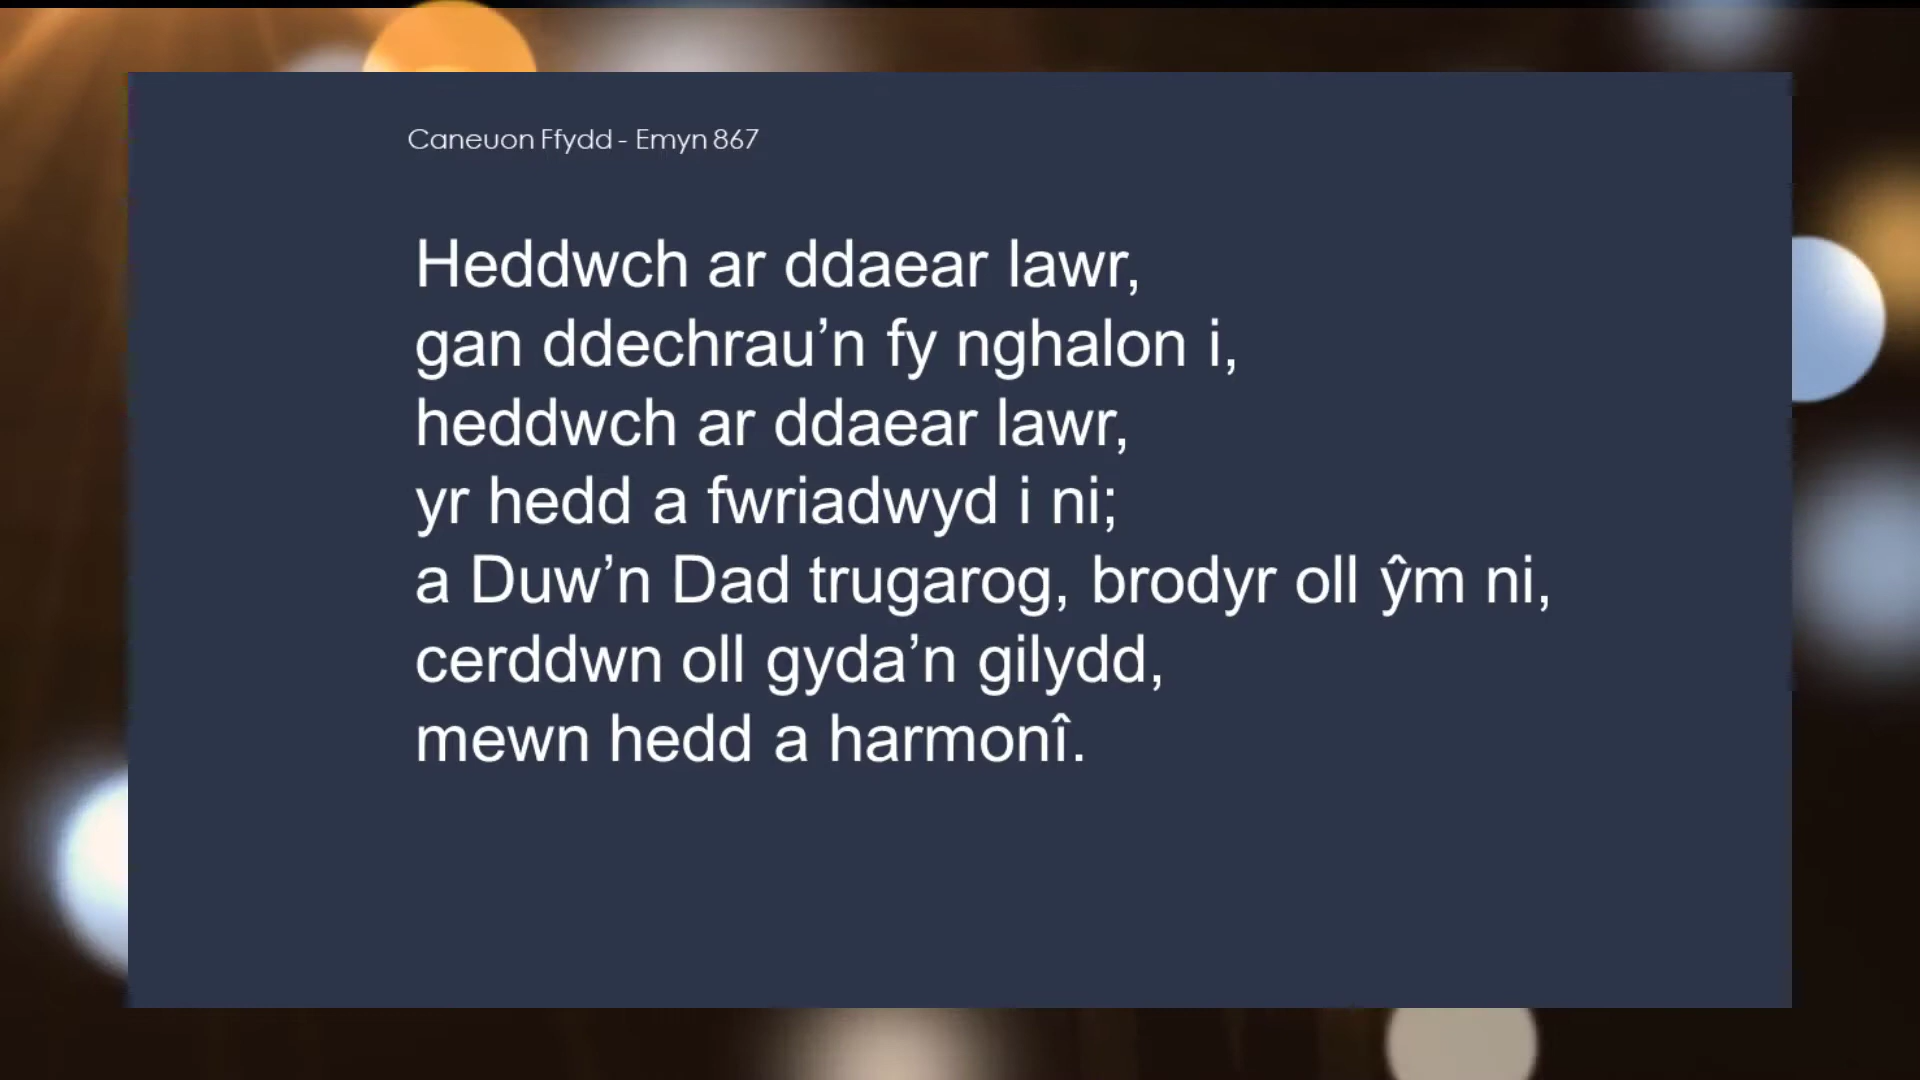 Caneuon Ffydd - Emyn 867
Heddwch ar ddaear lawr,
gan ddechrau’n fy nghalon i,
heddwch ar ddaear lawr,
yr hedd a fwriadwyd i ni;
a Duw’n Dad trugarog, brodyr oll ŷm ni,
cerddwn oll gyda’n gilydd,
mewn hedd a harmonî.